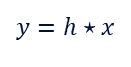 y = h ⋆ x